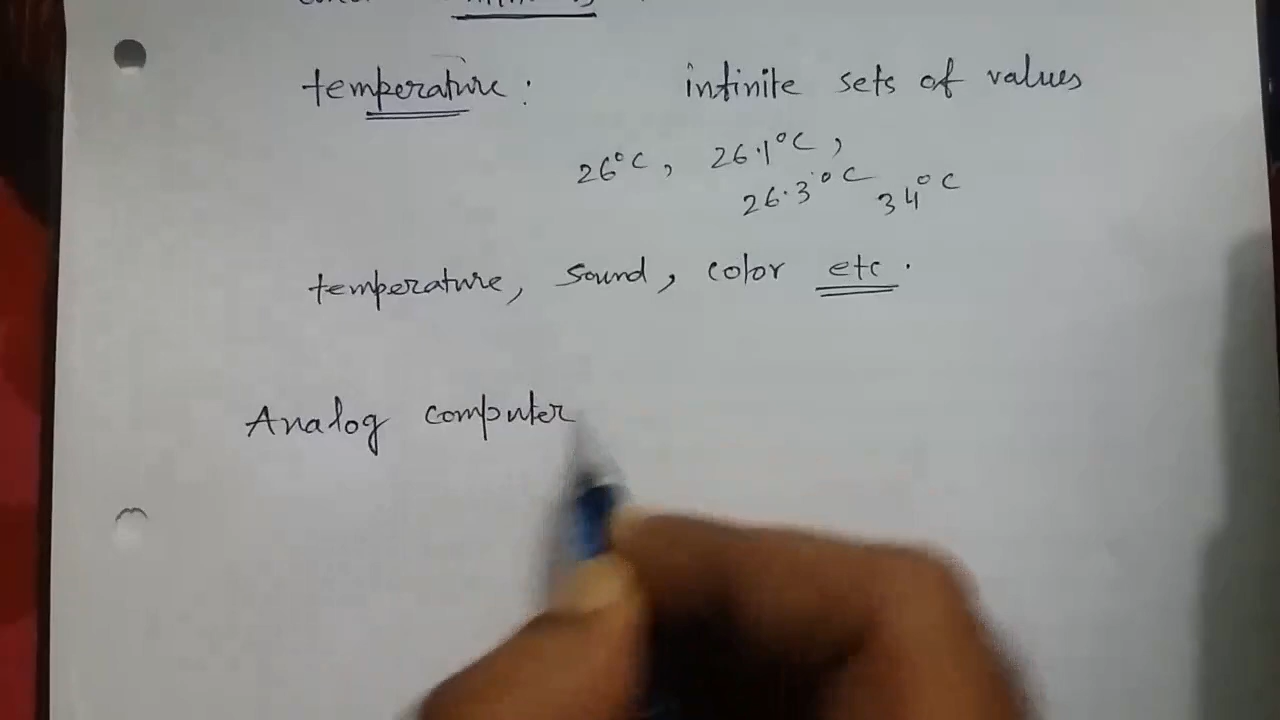 temperature : infinite sets of values
26°C, 26.1°C,
26.3°C 34°C
temperature, sound, color etc.
Analog computer